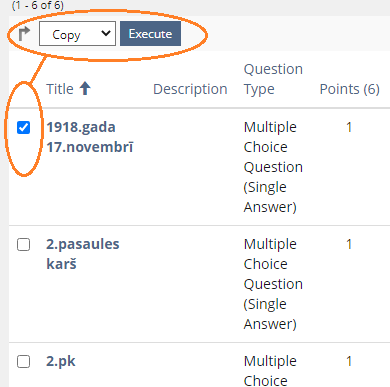 (1 - 6 of 6)
Copy Execute
Title Description Question Type Points (6)
1918.gada 17.novembrī Multiple Choice Question (Single Answer) 1
2.pasaules karš Multiple Choice Question (Single Answer) 1
2.pk Multiple Choice 1